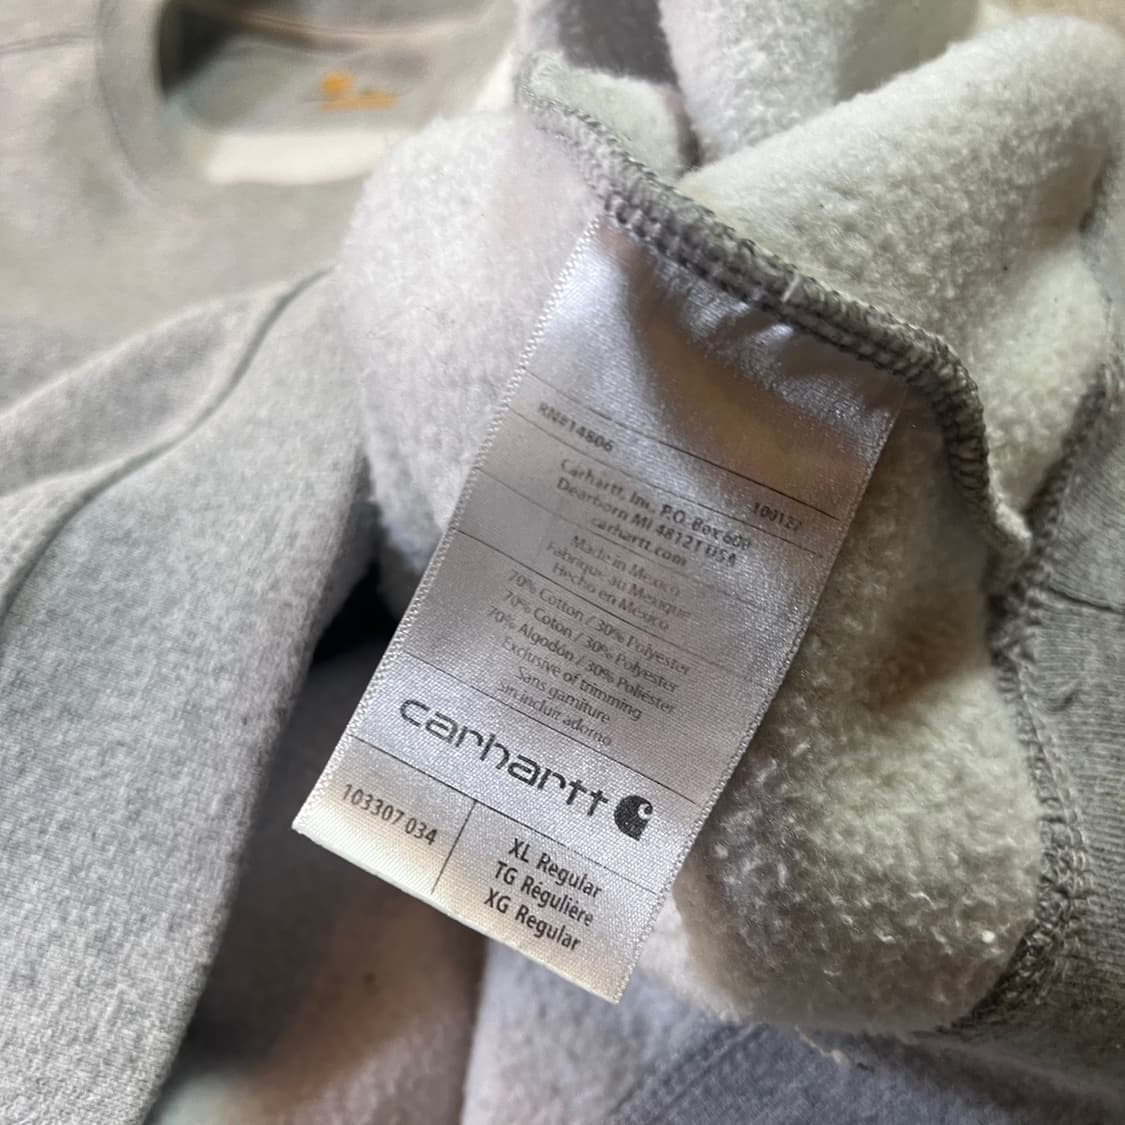 RN#14806
100127
Carhartt, Inc. P.O. Box 600
Dearborn MI 48121 USA
carhartt.com
Made in Mexico
Fabriqué au Mexique
Hecho en México
70% Cotton / 30% Polyester
70% Coton / 30% Polyester
70% Algodón / 30% Poliéster
Exclusive of trimming
Sans garniture
sin incluir adorno
carhartt
103307 034
XL Regular
TG Régulière
XG Regular